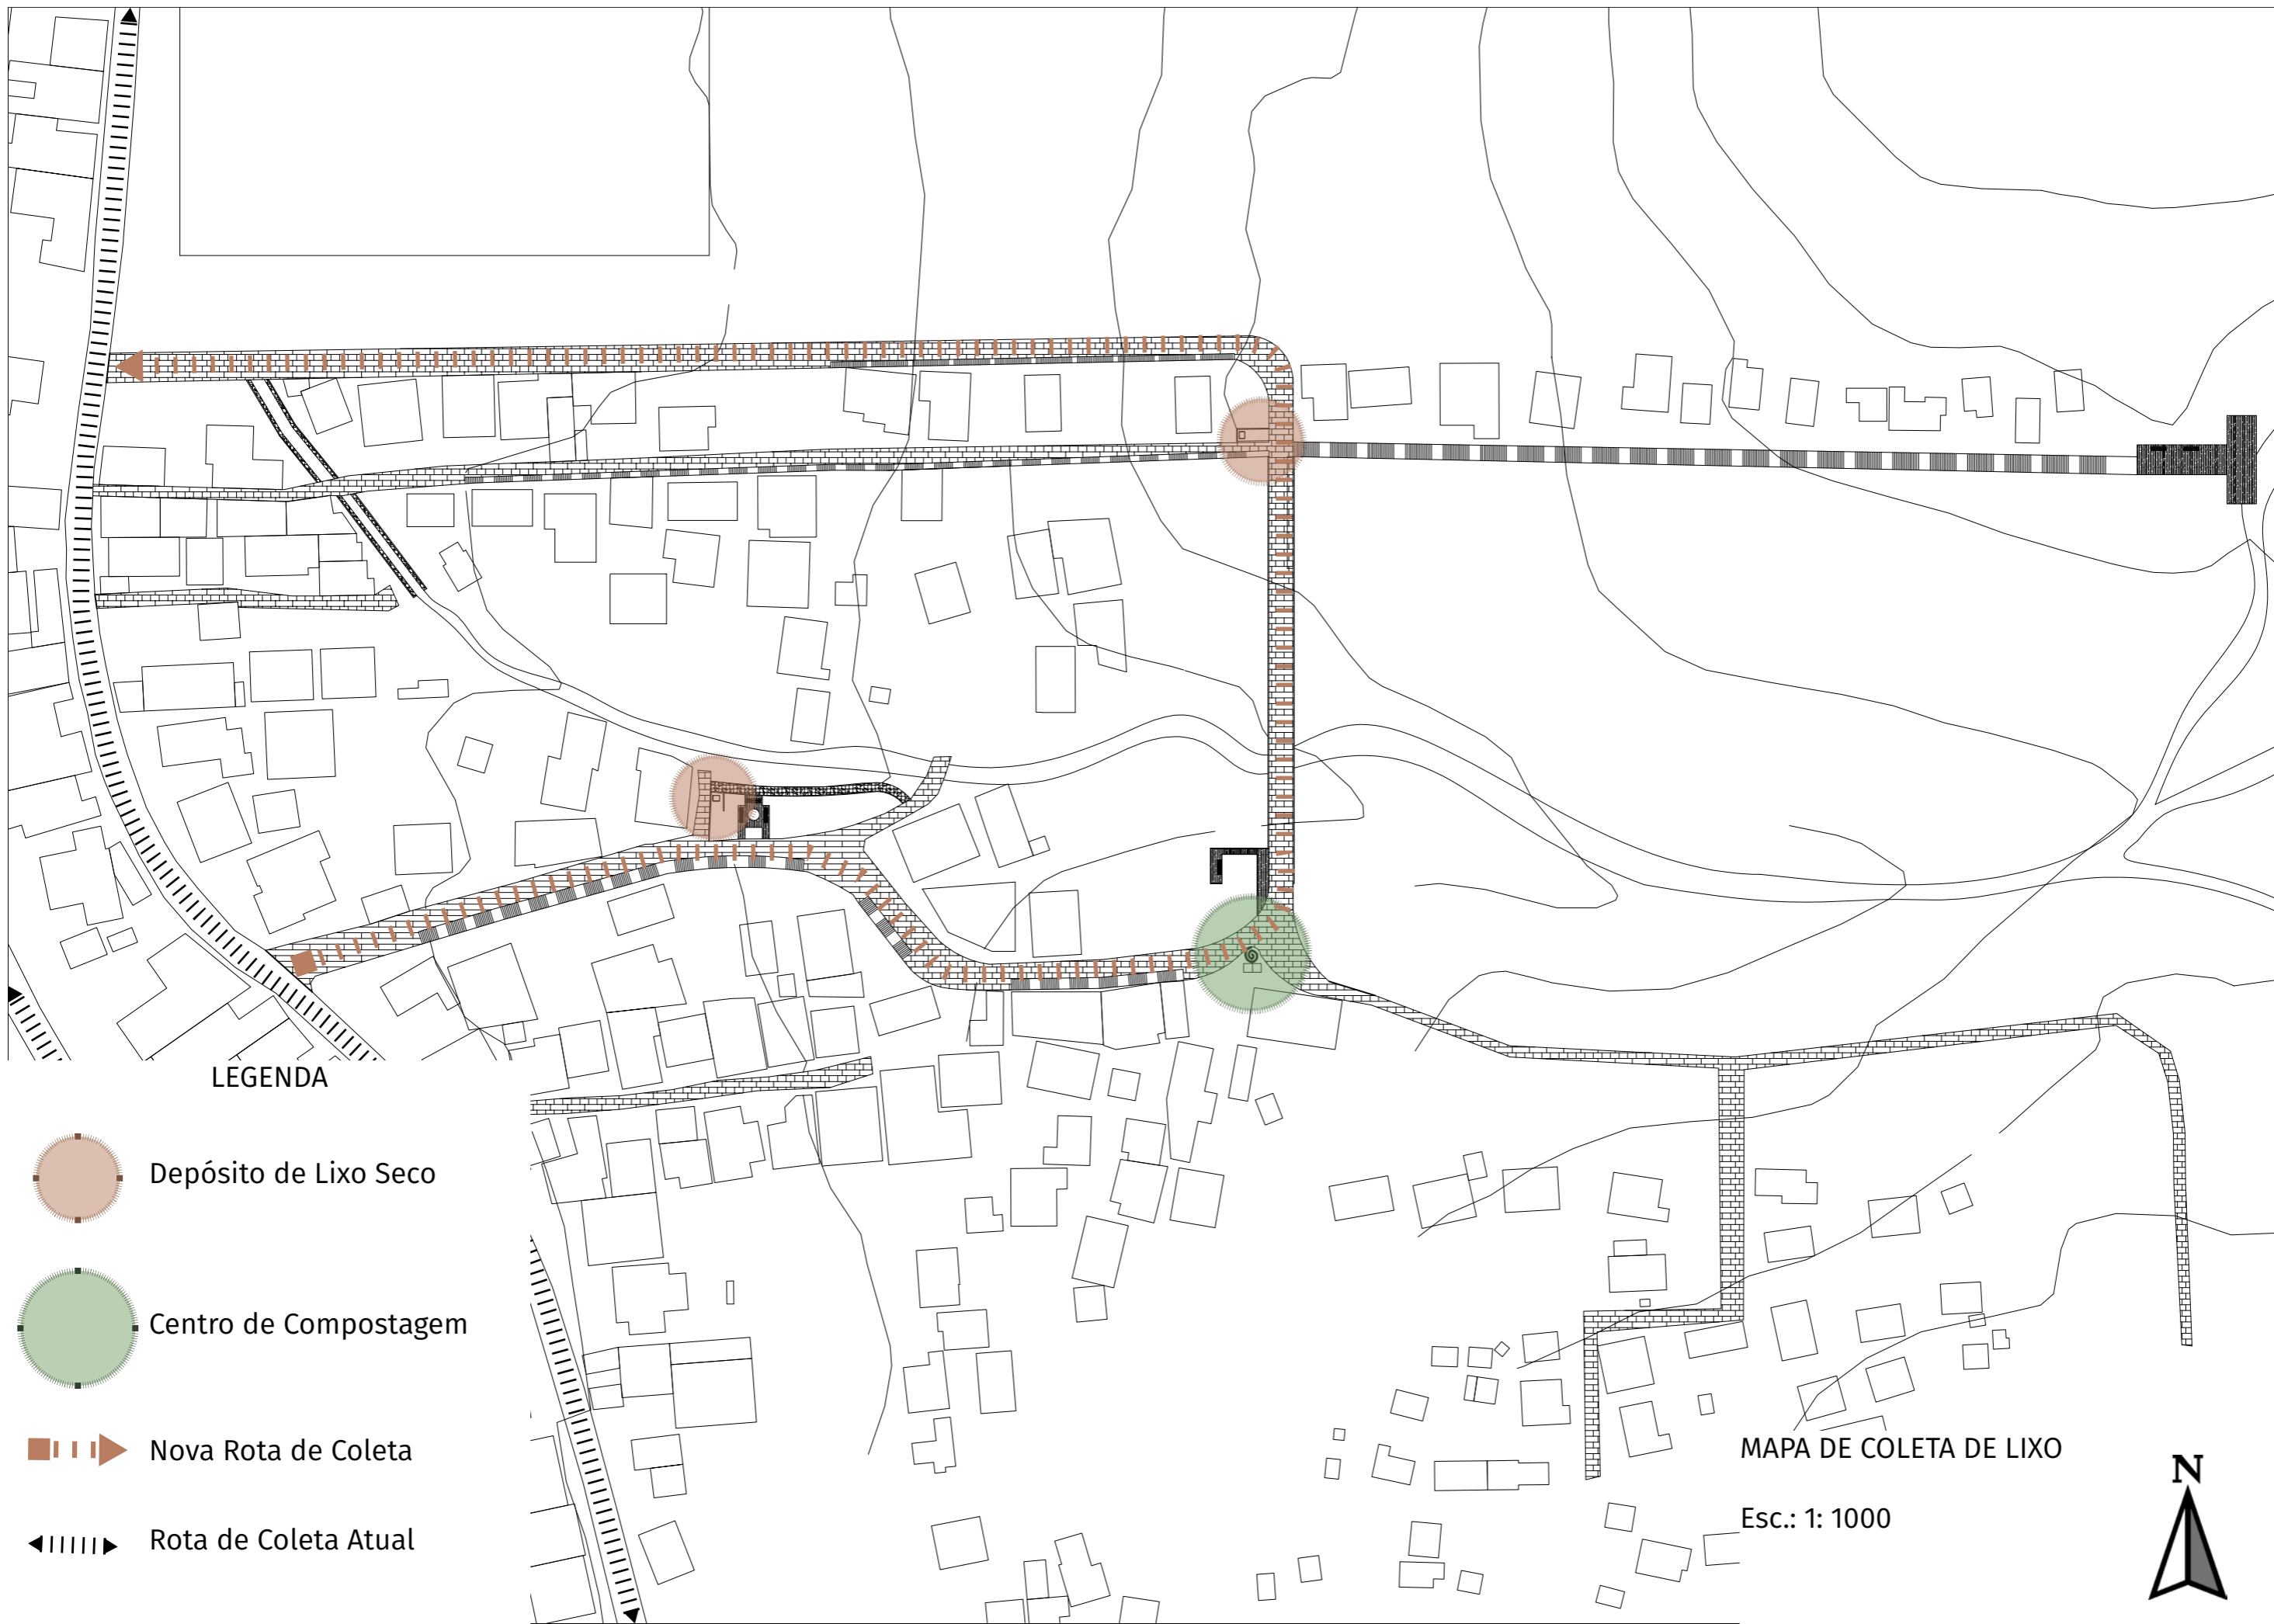 LEGENDA
Depósito de Lixo Seco
Centro de Compostagem
Nova Rota de Coleta
Rota de Coleta Atual
MAPA DE COLETA DE LIXO
Esc.: 1: 1000
N